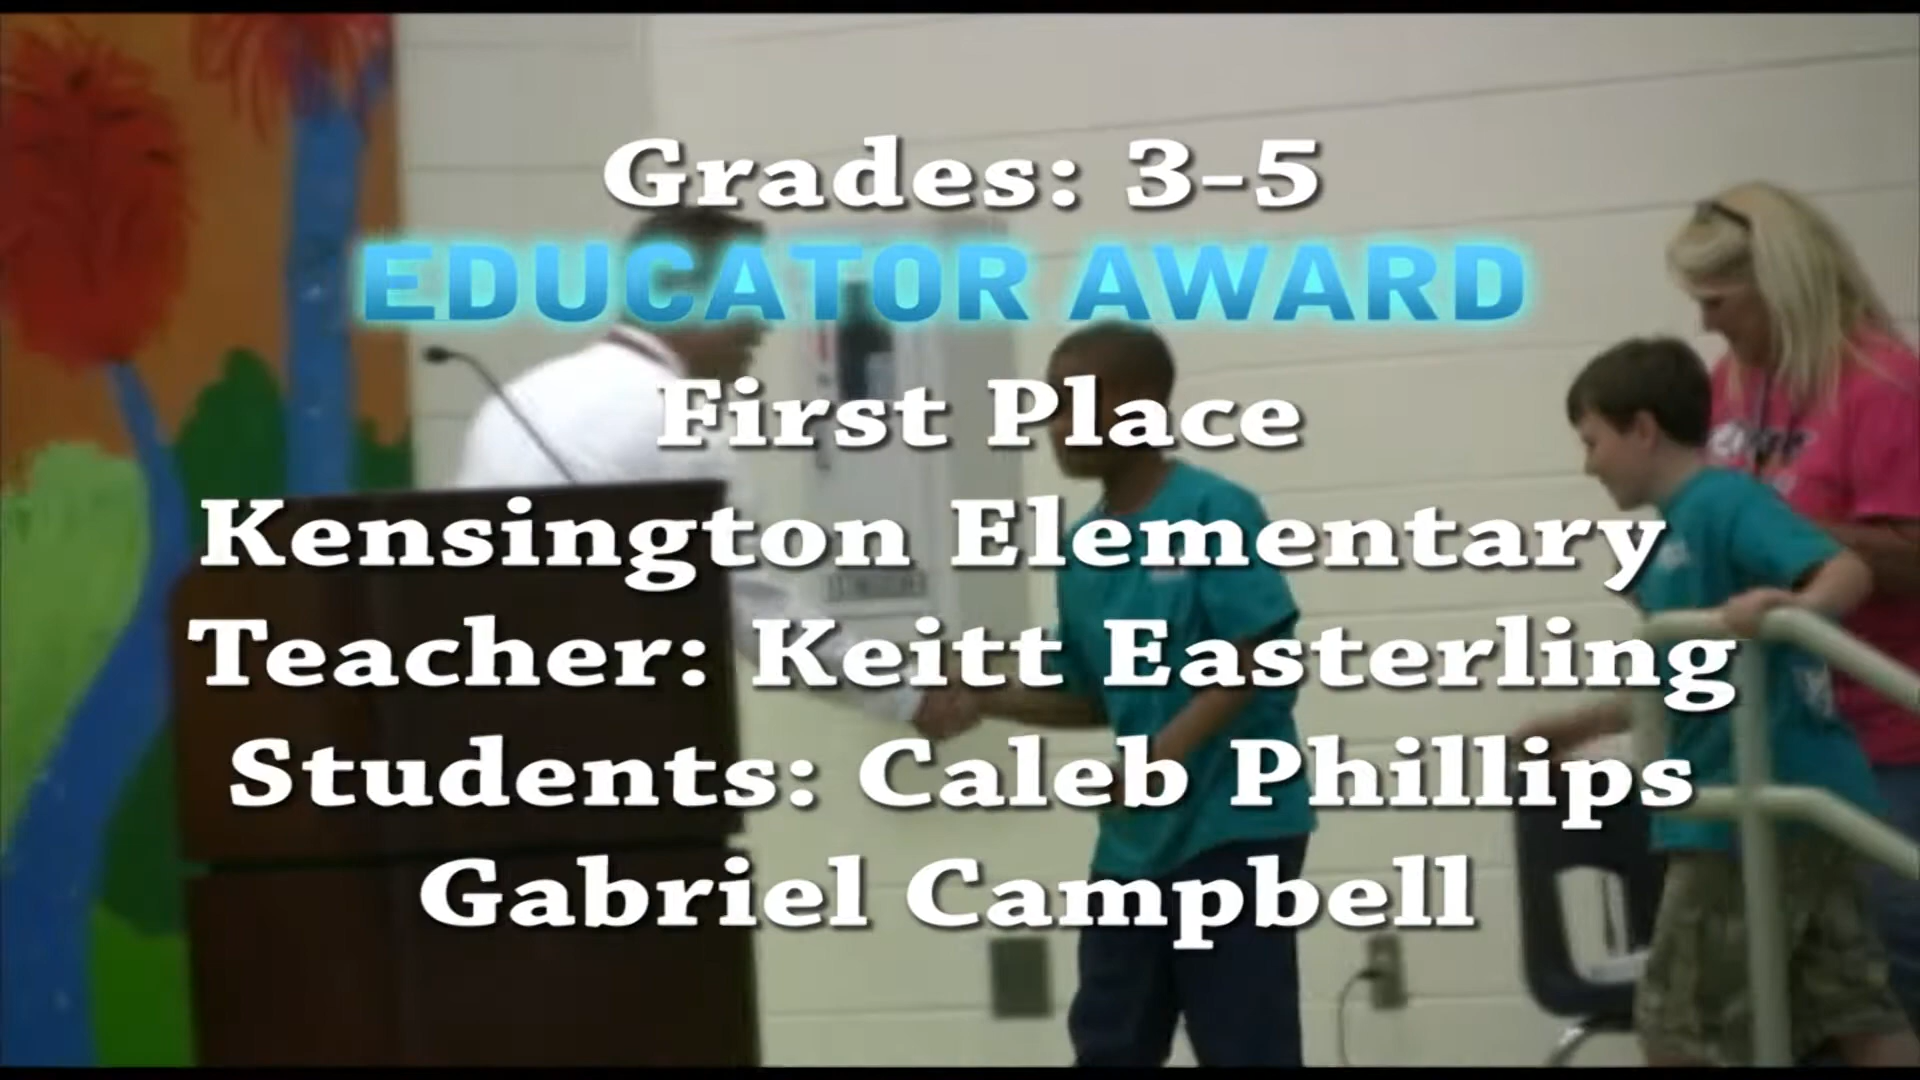 Grades: 3-5
EDUCATOR AWARD
First Place
Kensington Elementary
Teacher: Keitt Easterling
Students: Caleb Phillips
Gabriel Campbell